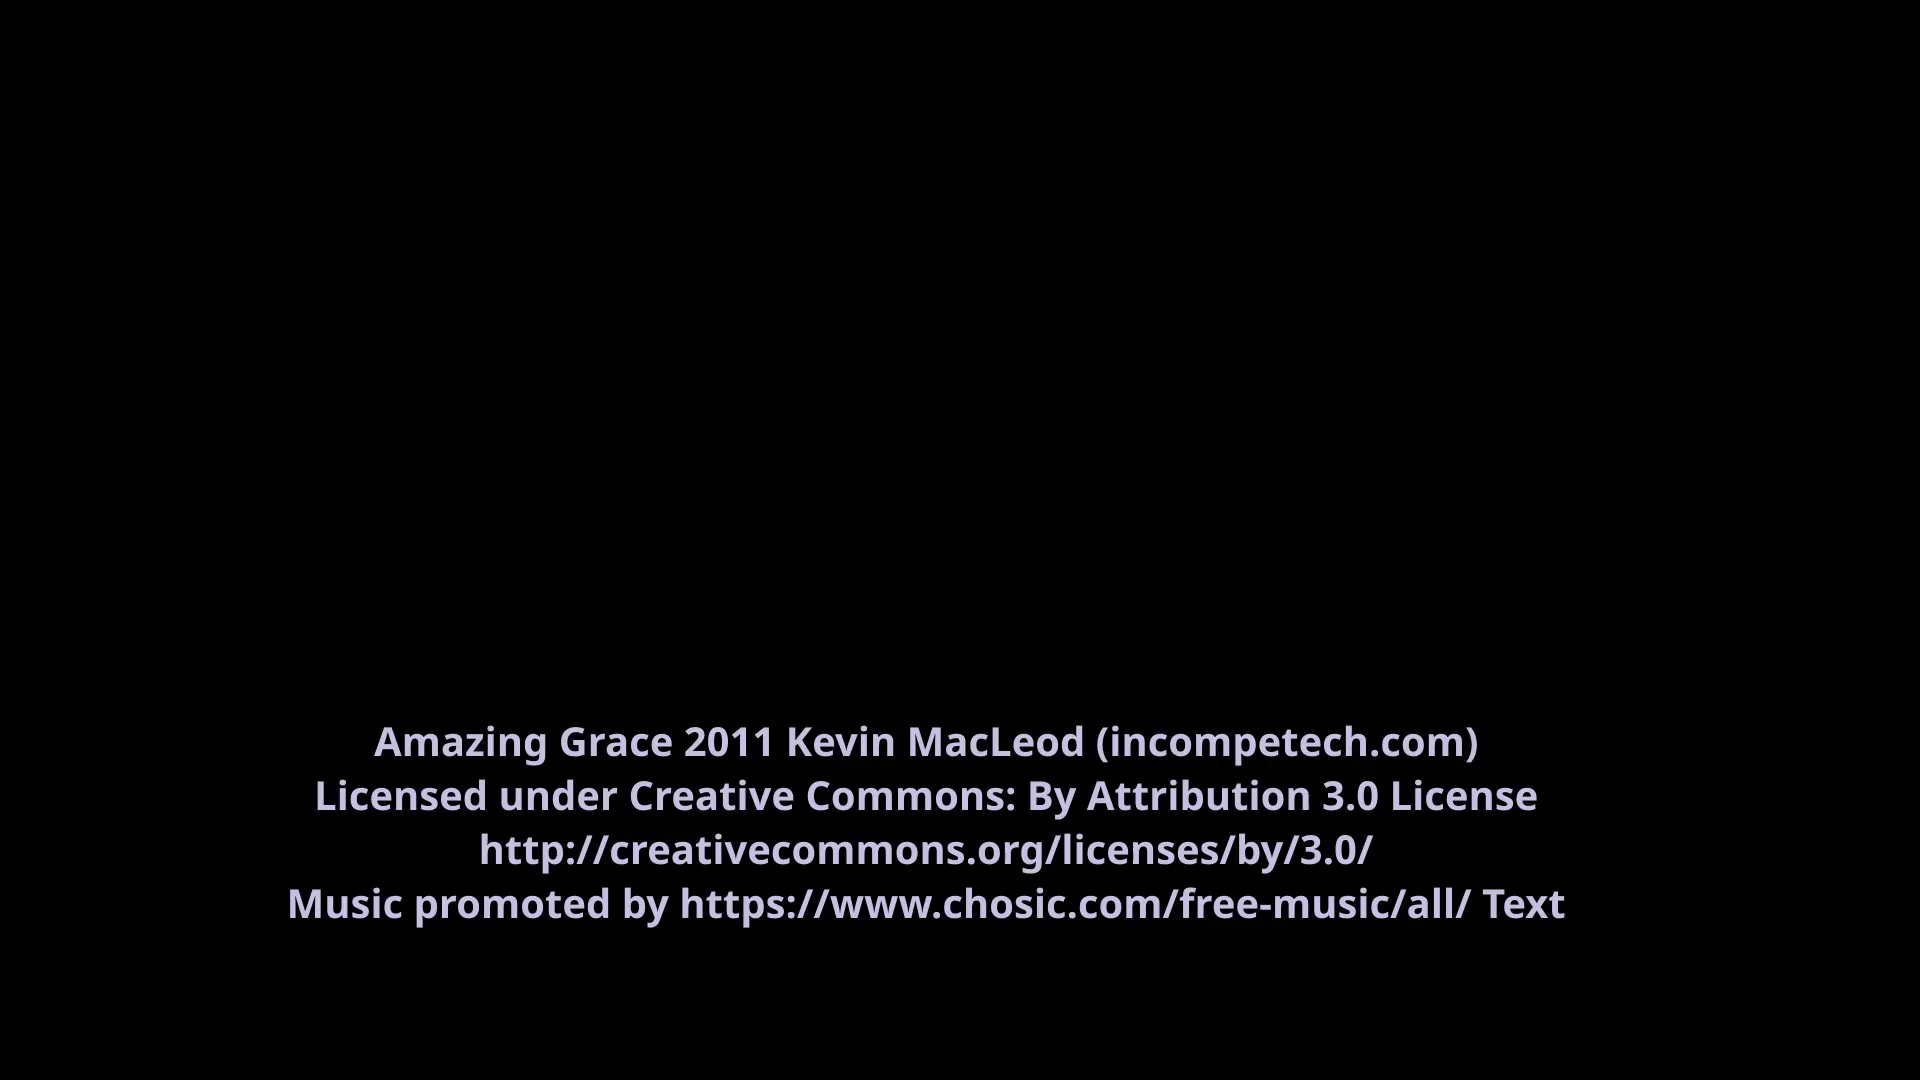 Amazing Grace 2011 Kevin MacLeod (incompetech.com)
Licensed under Creative Commons: By Attribution 3.0 License
http://creativecommons.org/licenses/by/3.0/
Music promoted by https://www.chosic.com/free-music/all/ Text